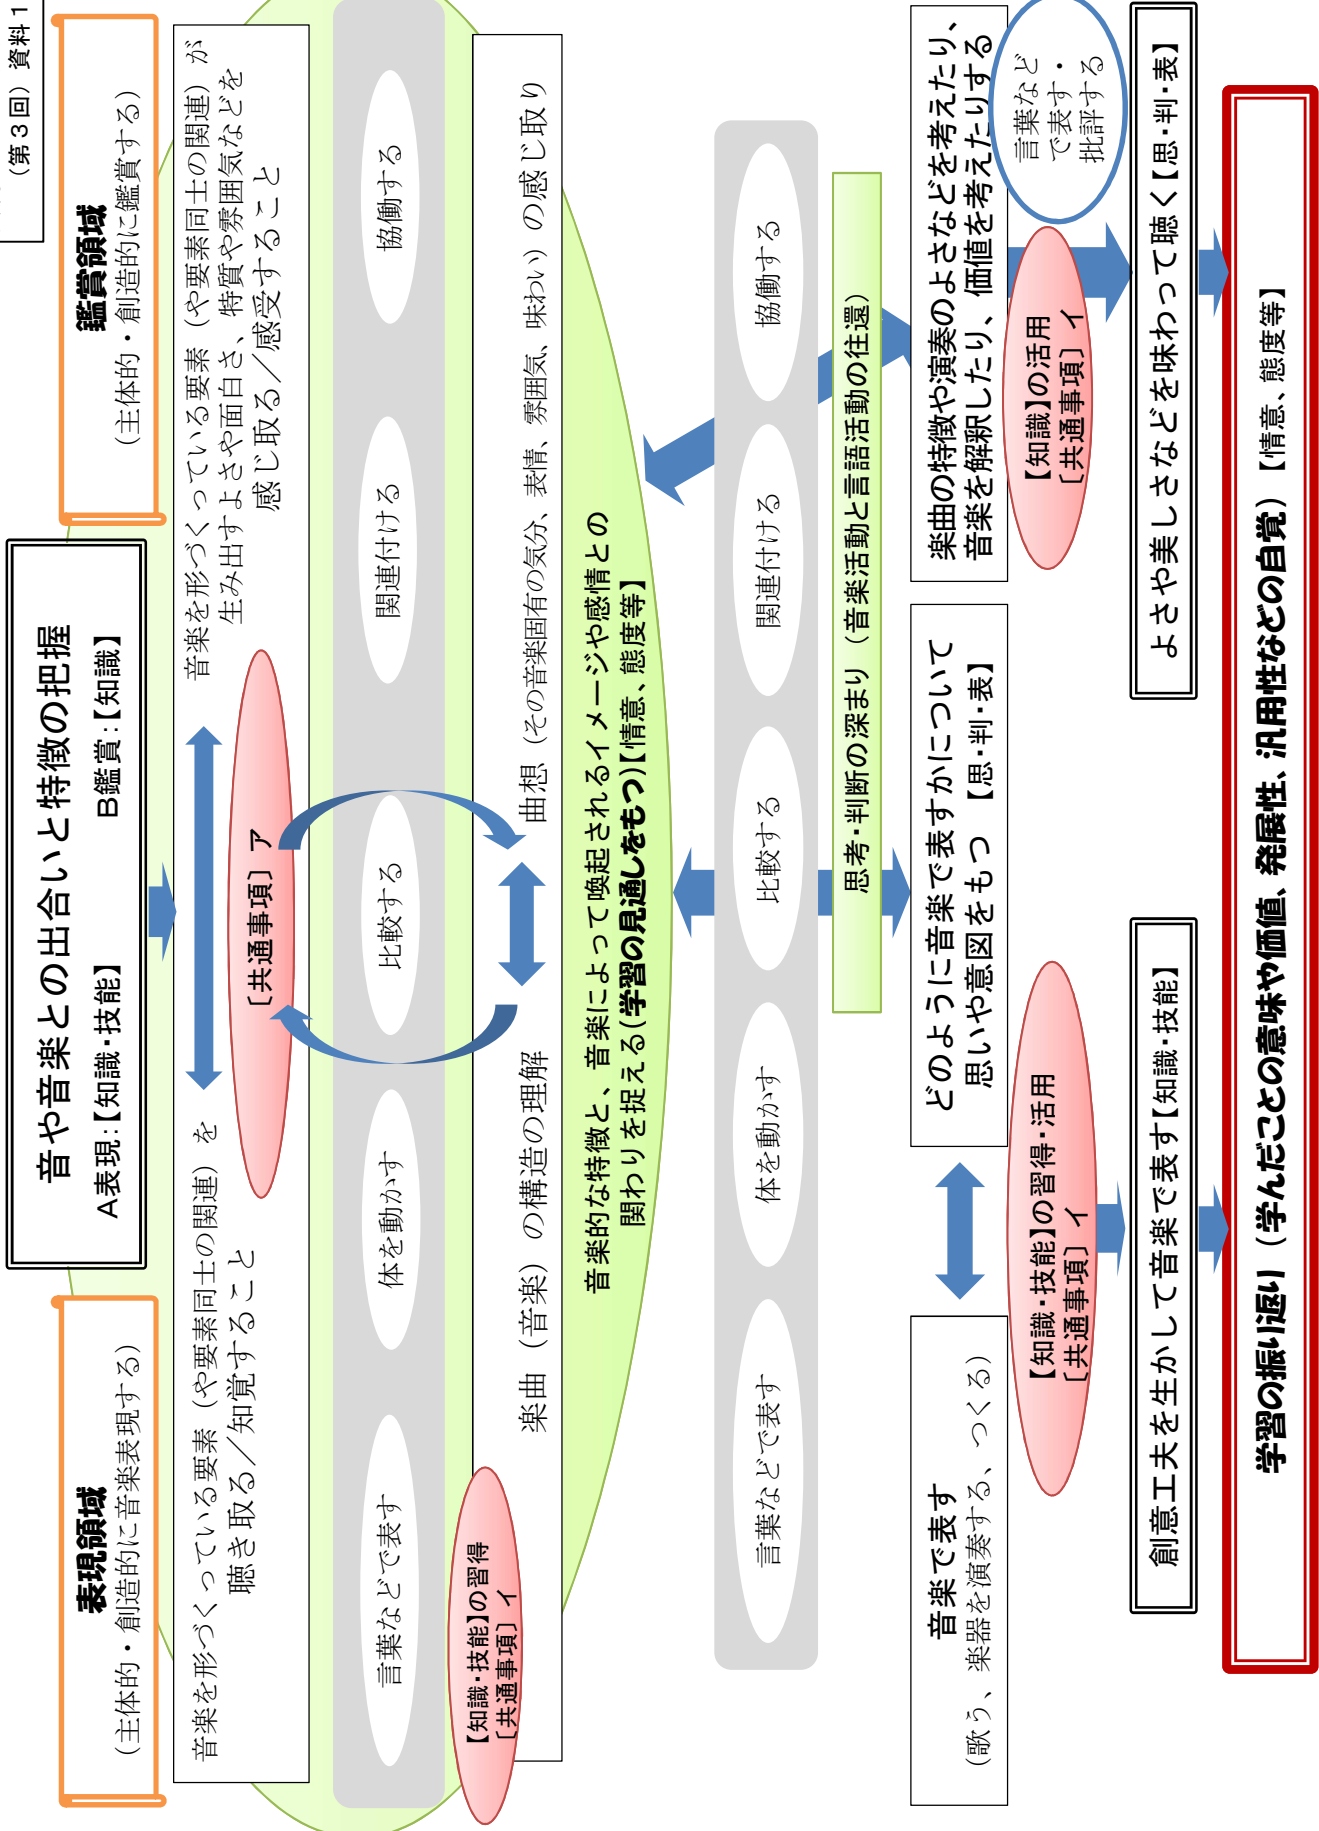 （第３回）資料１
音や音楽との出合いと特徴の把握
A表現：【知識・技能】　B鑑賞：【知識】
表現領域
（主体的・創造的に音楽表現する）
鑑賞領域
（主体的・創造的に鑑賞する）
音楽を形づくっている要素（や要素同士の関連）を
聴き取る／知覚すること
音楽を形づくっている要素（や要素同士の関連）が
生み出すよさや面白さ、特質や雰囲気などを
感じ取る／感受すること
〔共通事項〕ア
言葉などで表す
体を動かす
比較する
関連付ける
協働する
楽曲（音楽）の構造の理解
曲想（その音楽固有の気分、表情、雰囲気、味わい）の感じ取り
【知識・技能】の習得
〔共通事項〕イ
音楽的な特徴と、音楽によって喚起されるイメージや感情との
関わりを捉える（学習の見通しをもつ）【情意、態度等】
言葉などで表す
体を動かす
比較する
関連付ける
協働する
思考・判断の深まり（音楽活動と言語活動の往還）
音楽で表す
（歌う、楽器を演奏する、つくる）
どのように音楽で表すかについて
思いや意図をもつ【思・判・表】
楽曲の特徴や演奏のよさなどを考えたり、
音楽を解釈したり、価値を考えたりする
【知識・技能】の習得・活用
〔共通事項〕イ
【知識】の活用
〔共通事項〕イ
言葉など
で表す・
批評する
創意工夫を生かして音楽で表す【知識・技能】
よさや美しさなどを味わって聴く【思・判・表】
学習の振り返り（学んだことの意味や価値、発展性、汎用性などの自覚）【情意、態度等】